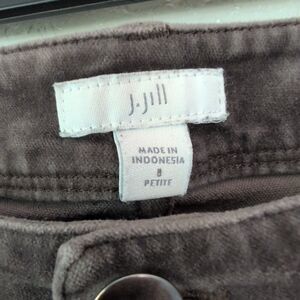 J.Jill
MADE IN
INDONESIA
8
PETITE